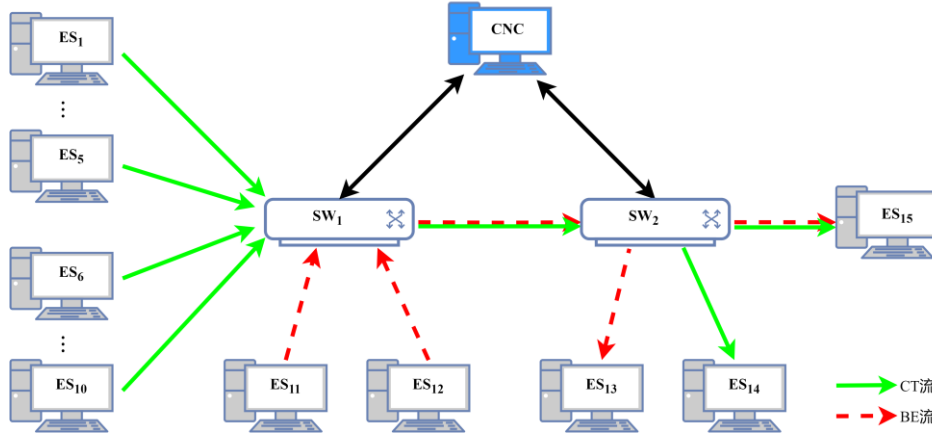 ES1
CNC
⋮
ES5
SW1
SW2
ES15
ES6
⋮
ES10
ES11
ES12
ES13
ES14
CT流
BE流